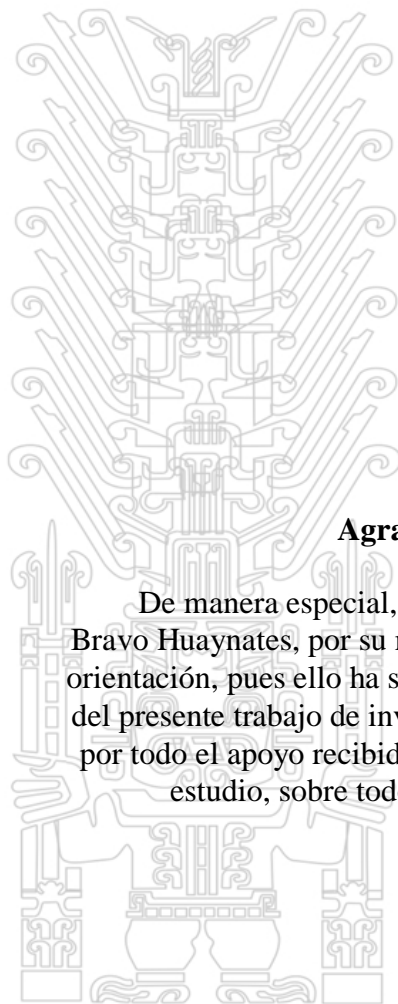 Agra
De manera especial,
Bravo Huaynates, por su
orientación, pues ello ha s
del presente trabajo de inv
por todo el apoyo recibid
estudio, sobre tod